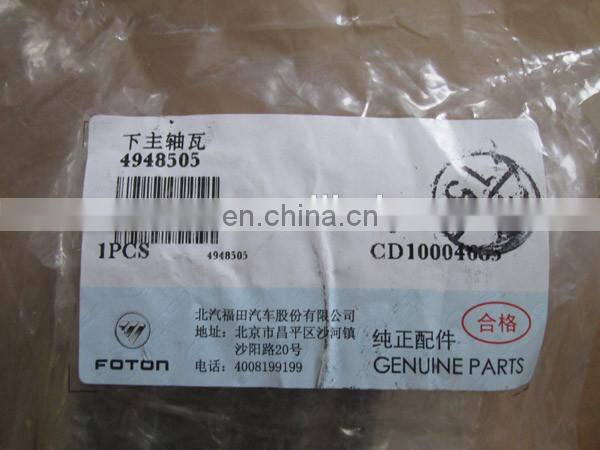 下主轴瓦
4948505
en.china.cn
1PCS
4948505
CD10004665
北汽福田汽车股份有限公司
地址：北京市昌平区沙河镇
沙阳路20号
电话：4008199199
FOTON
合格
纯正配件
GENUINE PARTS